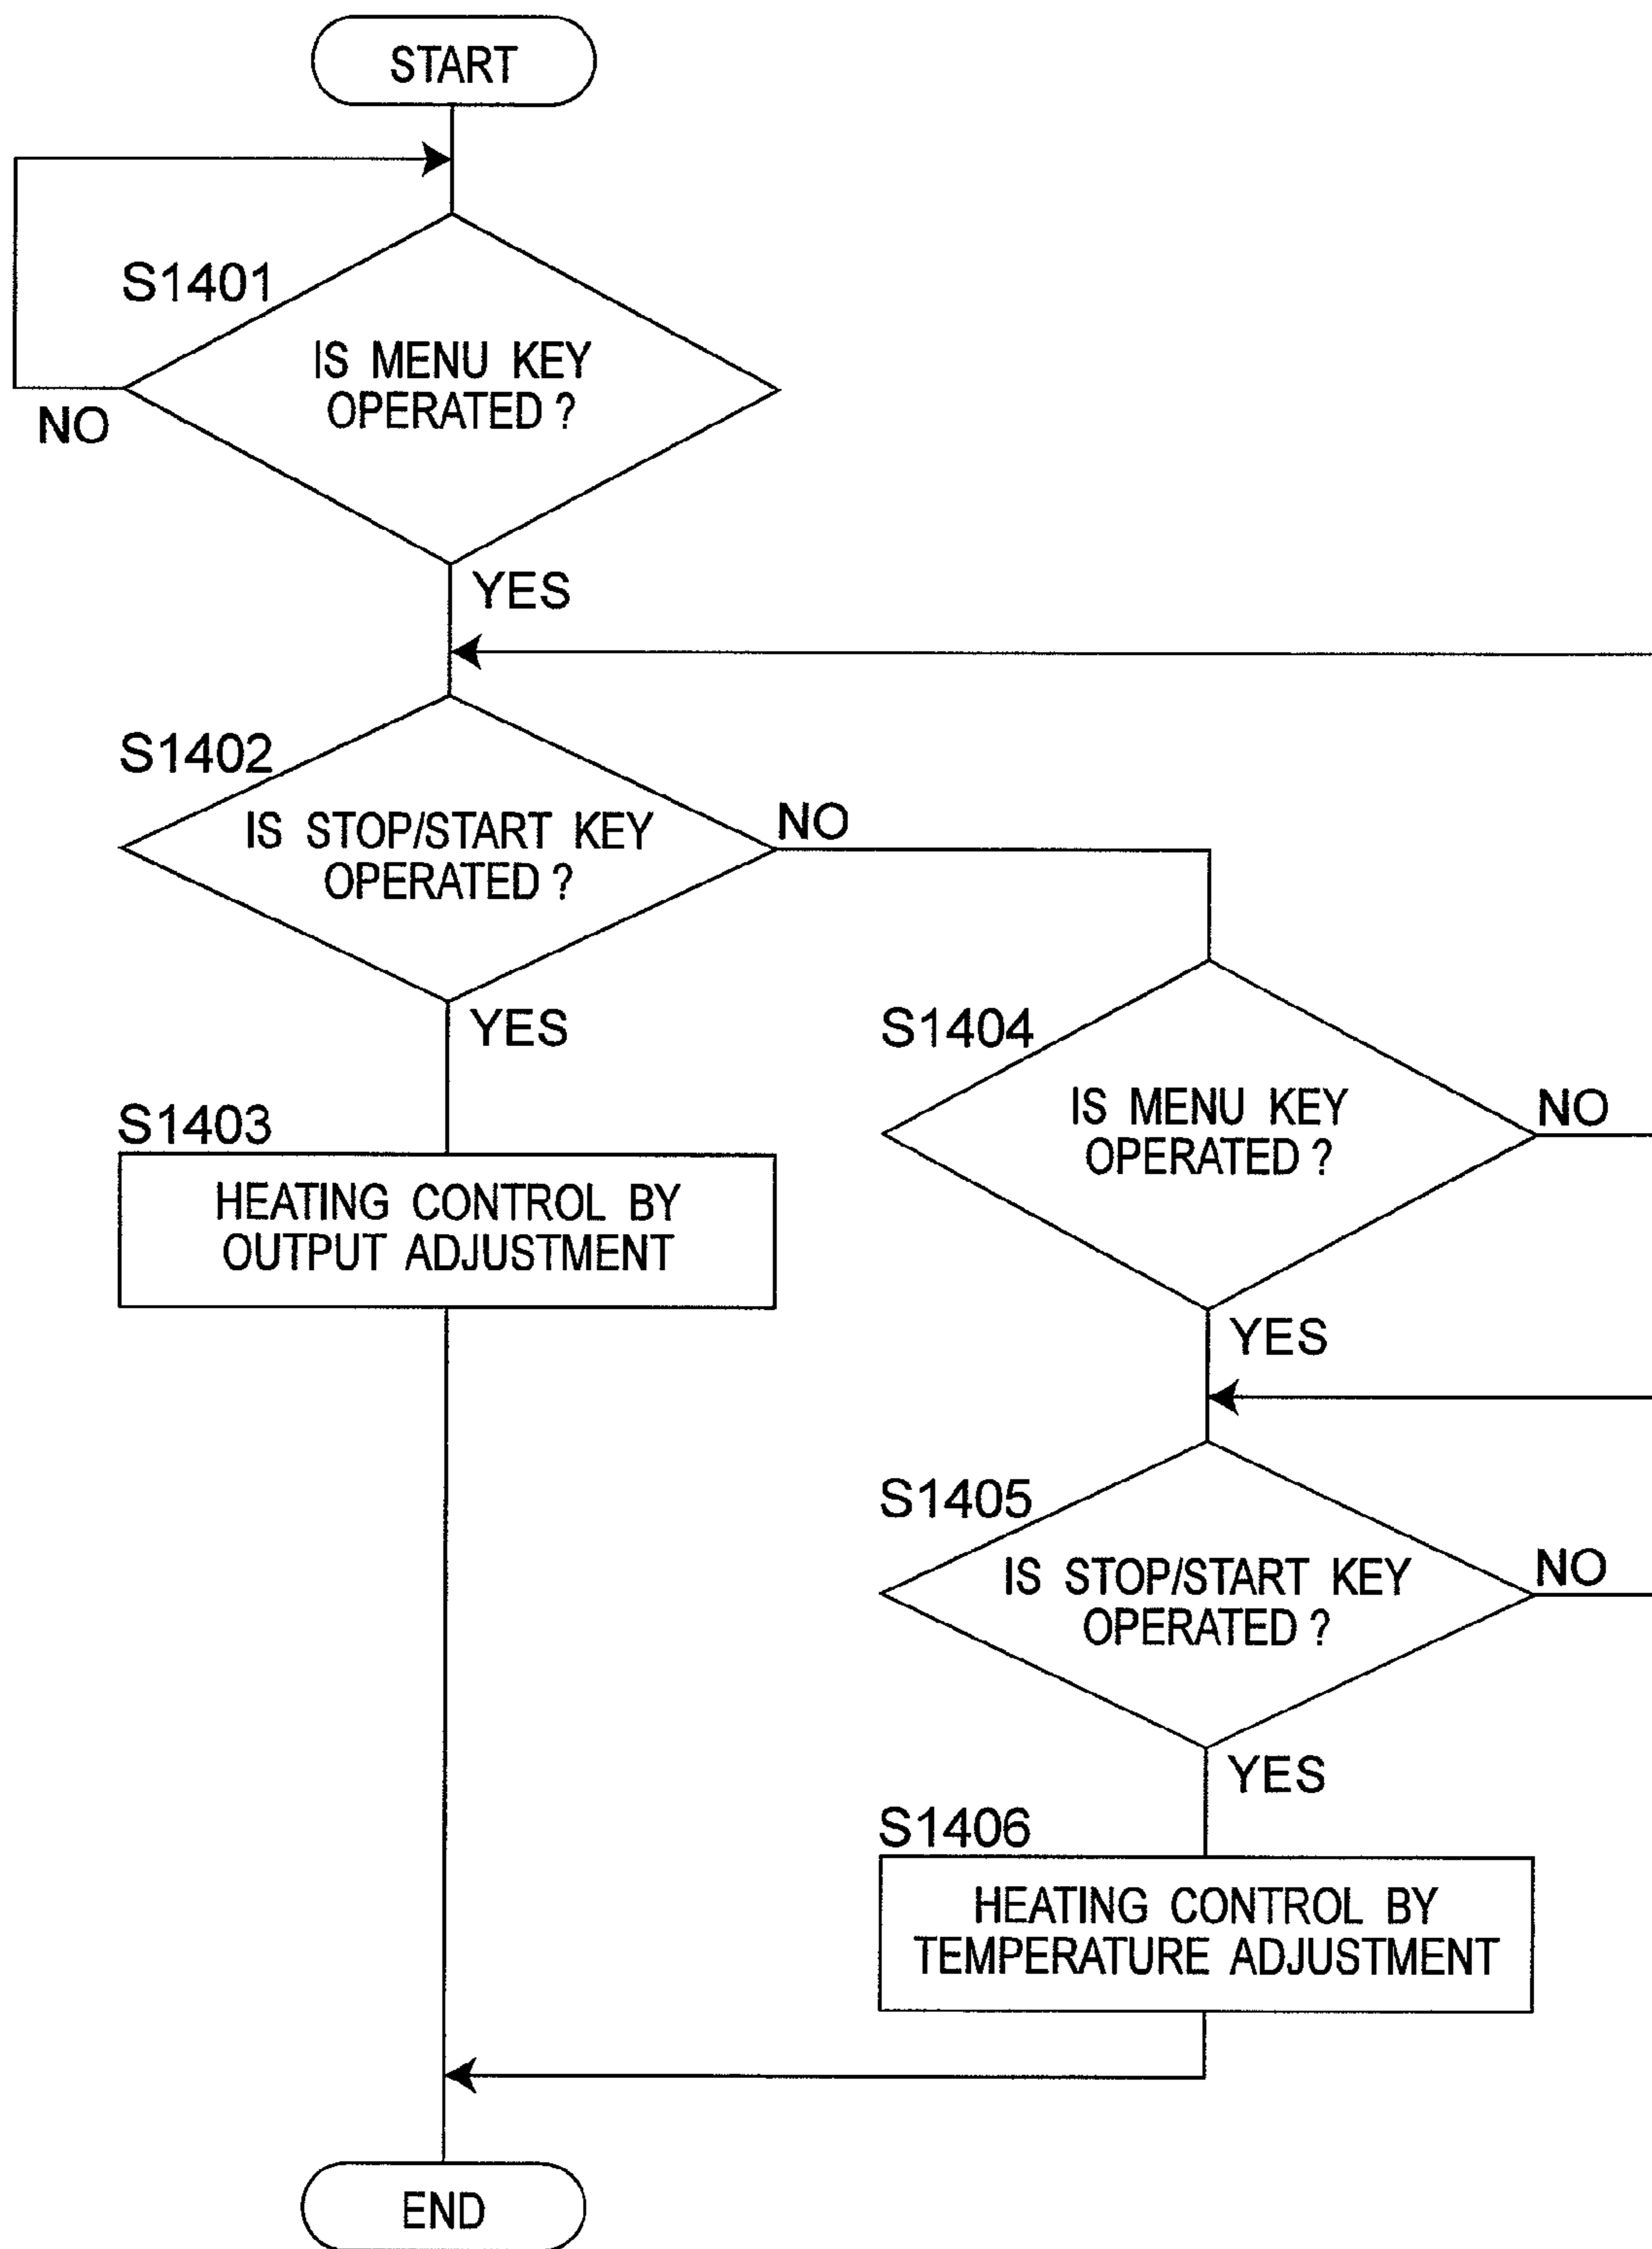 START
S1401
IS MENU KEY
OPERATED ?
NO
YES
S1402
IS STOP/START KEY
OPERATED ?
NO
YES
S1404
IS MENU KEY
OPERATED ?
NO
YES
S1403
HEATING CONTROL BY
OUTPUT ADJUSTMENT
S1405
IS STOP/START KEY
OPERATED ?
NO
YES
S1406
HEATING CONTROL BY
TEMPERATURE ADJUSTMENT
END